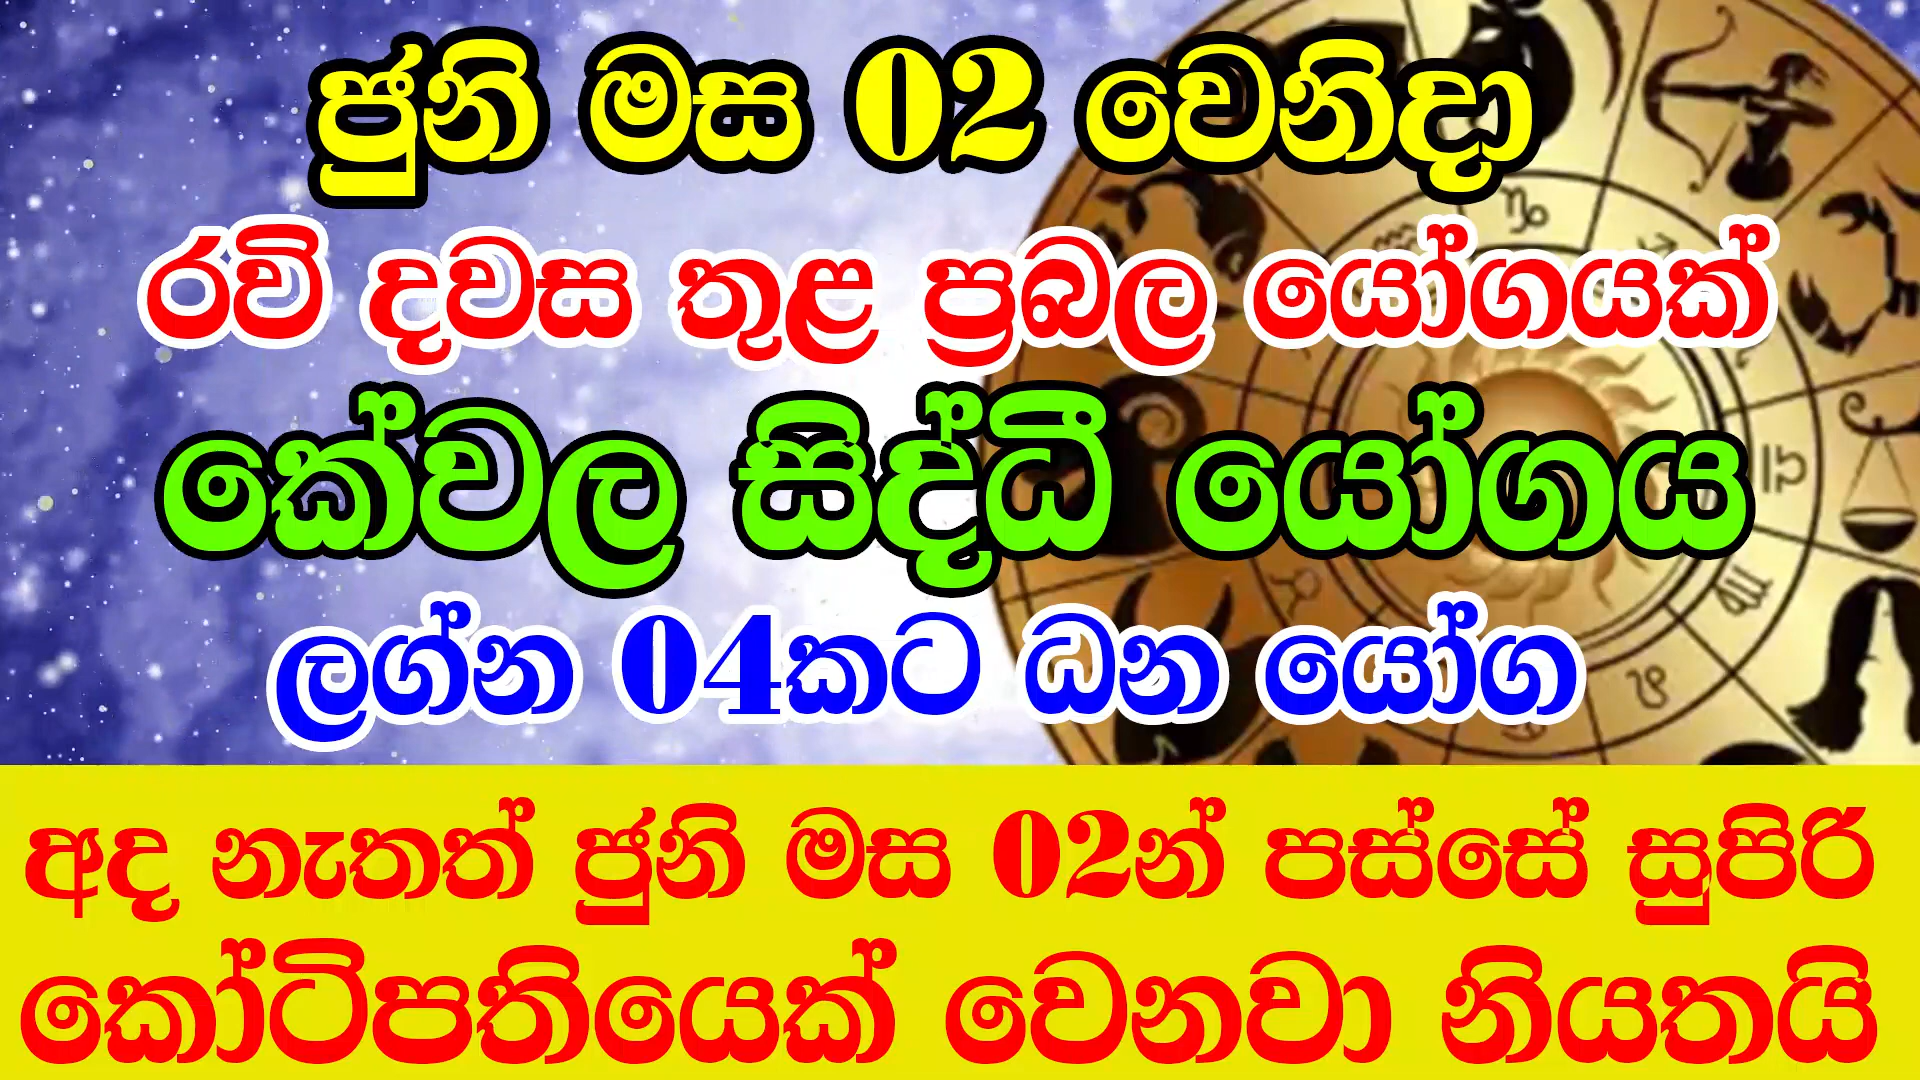 ජුනි මස 02 වෙනිදා
රවි දවස තුළ ප්‍රබල යෝගයක්
කේවල සිද්ධී යෝගය
ලග්න 04කට ධන යෝග
අද නැතත් ජුනි මස 02න් පස්සේ සුපිරි
කෝටිපතියෙක් වෙනවා නියතයි